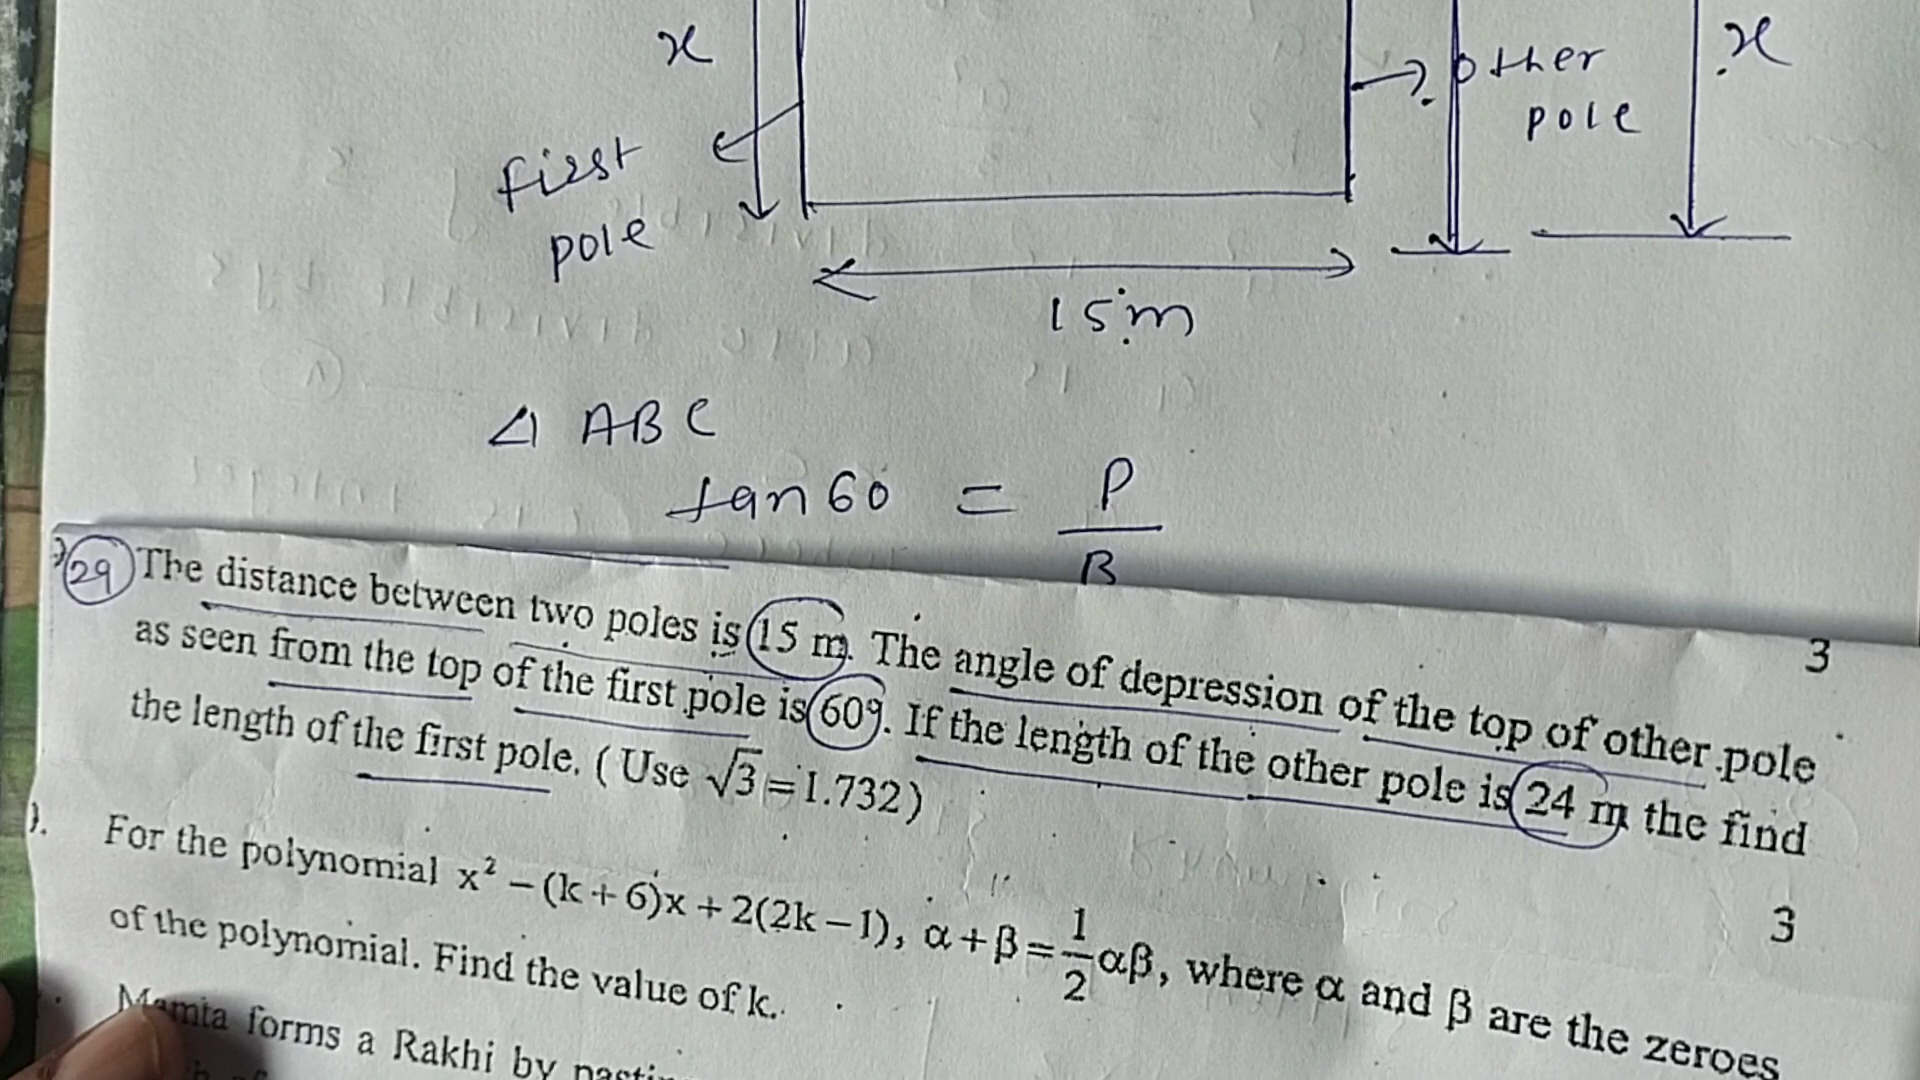 x
x
other
pole
first
pole
15m
⊿ ABC
tan 60 = P
B
29 The distance between two poles is 15 m. The angle of depression of the top of other pole
3
as seen from the top of the first pole is 60°. If the length of the other pole is 24 m the find
the length of the first pole. ( Use √3 = 1.732)
For the polynomial x² – (k + 6)x + 2(2k – 1), α + β = 1/2 αβ, where α and β are the zeroes
3
of the polynomial. Find the value of k.
Mamta forms a Rakhi by